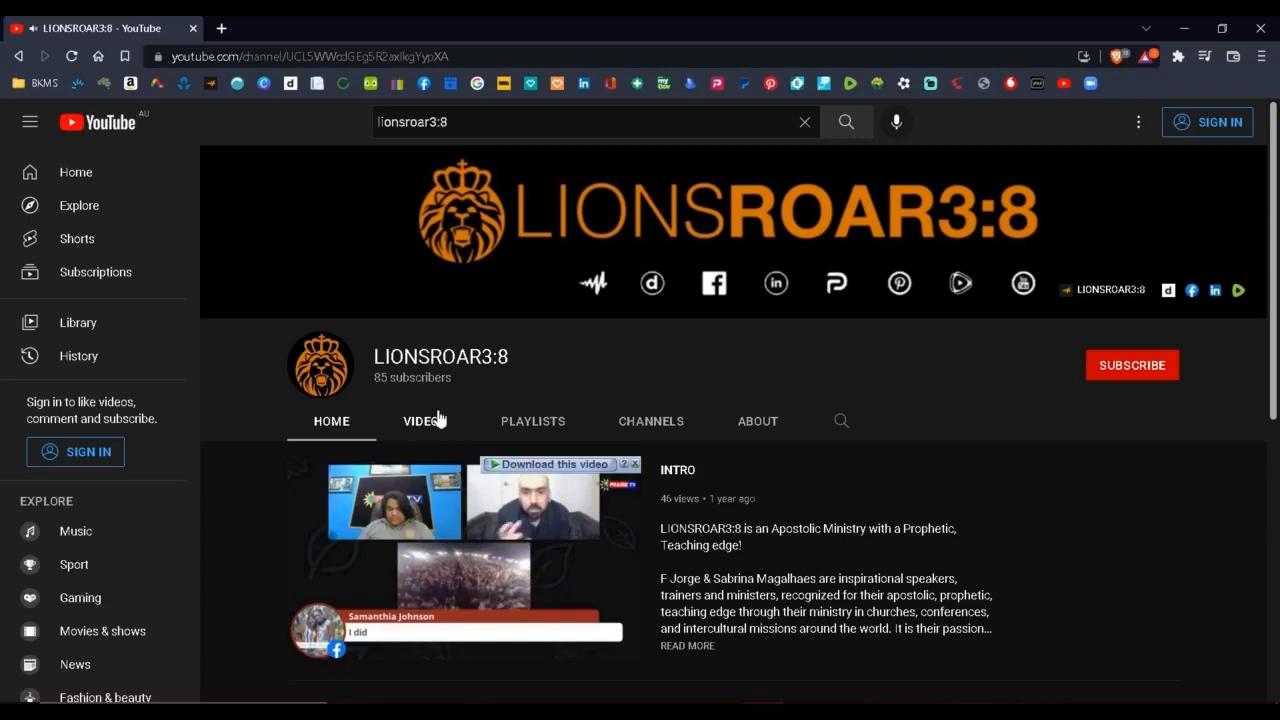 LIONSROAR3:8 - YouTube
youtube.com/channel/UCL5WWcdGEg5R2axIkgYypXA
BKMS
YouTube AU
lionsroar3:8
SIGN IN
Home
Explore
Shorts
Subscriptions
Library
History
Sign in to like videos,
comment and subscribe.
SIGN IN
EXPLORE
Music
Sport
Gaming
Movies & shows
News
Fashion & beauty
LIONSROAR3:8
LIONSROAR3:8
LIONSROAR3:8
85 subscribers
SUBSCRIBE
HOME
PLAYLISTS
CHANNELS
ABOUT
Download this video
PRAISE TV
Samanthia Johnson
I did
INTRO
46 views • 1 year ago
LIONSROAR3:8 is an Apostolic Ministry with a Prophetic,
Teaching edge!
F Jorge & Sabrina Magalhaes are inspirational speakers,
trainers and ministers, recognized for their apostolic, prophetic,
teaching edge through their ministry in churches, conferences,
and intercultural missions around the world. It is their passion...
READ MORE